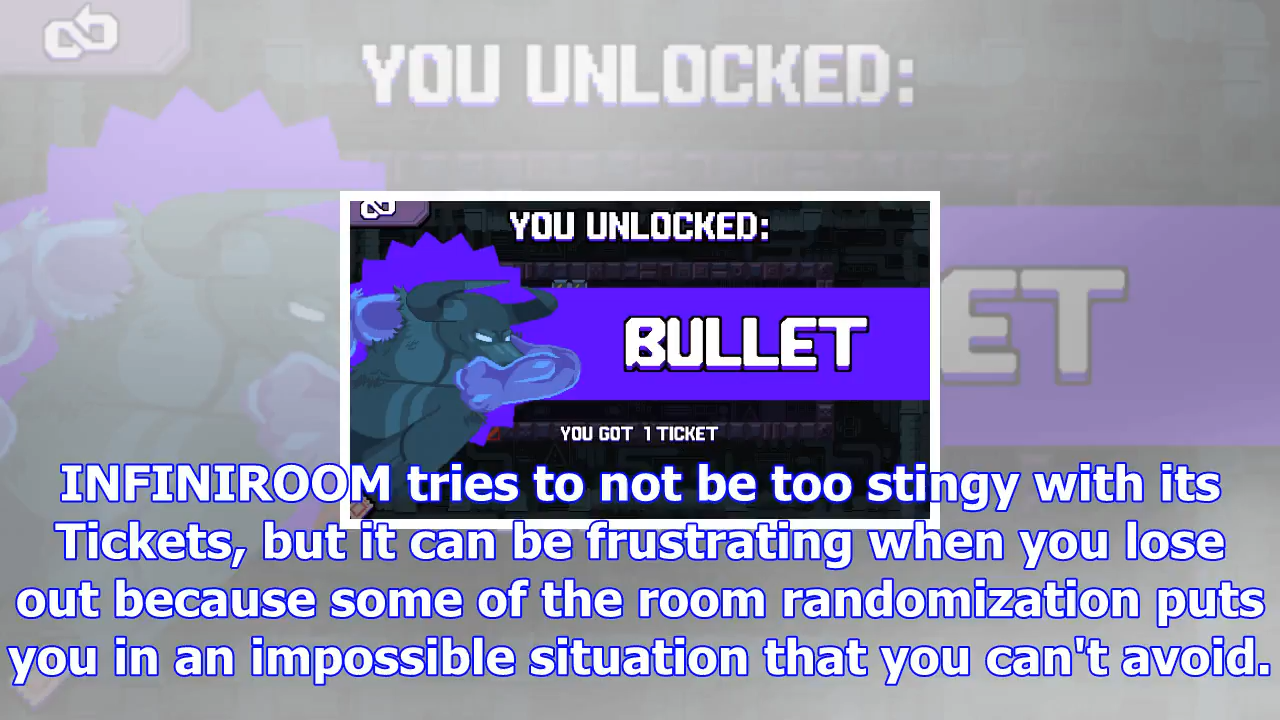 YOU UNLOCKED:
YOU UNLOCKED:
BULLET
ET
YOU GOT 1 TICKET
INFINIROOM tries to not be too stingy with its
Tickets, but it can be frustrating when you lose
out because some of the room randomization puts
you in an impossible situation that you can't avoid.